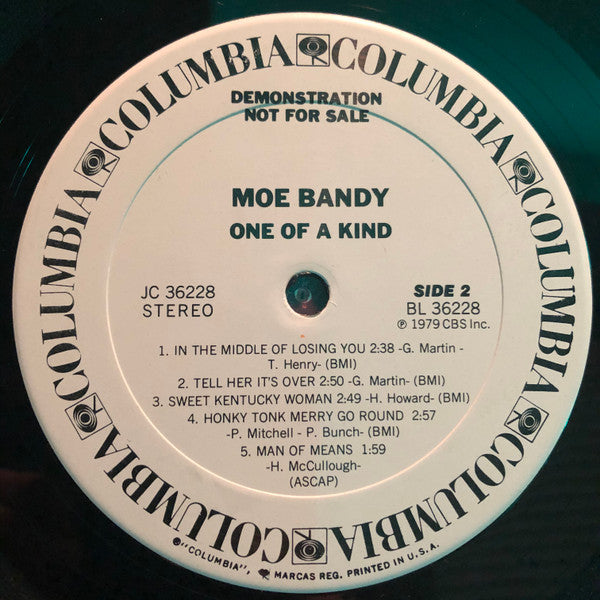 COLUMBIA COLUMBIA COLUMBIA COLUMBIA COLUMBIA COLUMBIA COLUMBIA COLUMBIA
DEMONSTRATION
NOT FOR SALE
MOE BANDY
ONE OF A KIND
JC 36228
STEREO
SIDE 2
BL 36228
℗ 1979 CBS Inc.
1. IN THE MIDDLE OF LOSING YOU 2:38 -G. Martin -
T. Henry- (BMI)
2. TELL HER IT'S OVER 2:50 -G. Martin- (BMI)
3. SWEET KENTUCKY WOMAN 2:49 -H. Howard- (BMI)
4. HONKY TONK MERRY GO ROUND 2:57
-P. Mitchell - P. Bunch- (BMI)
5. MAN OF MEANS 1:59
-H. McCullough-
(ASCAP)
®"COLUMBIA", MARCAS REG. PRINTED IN U.S.A.